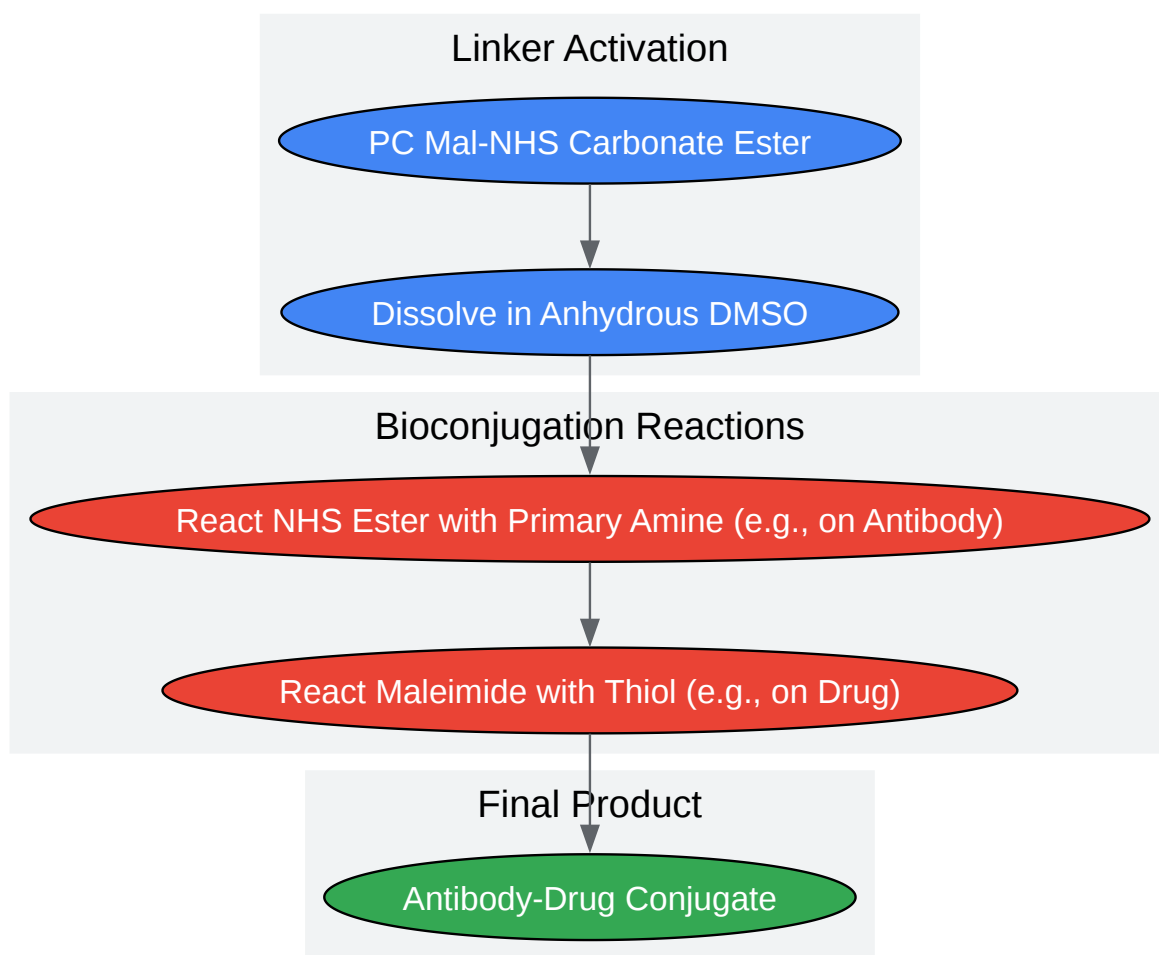 Linker Activation
PC Mal-NHS Carbonate Ester
Dissolve in Anhydrous DMSO
Bioconjugation Reactions
React NHS Ester with Primary Amine (e.g., on Antibody)
React Maleimide with Thiol (e.g., on Drug)
Final Product
Antibody-Drug Conjugate